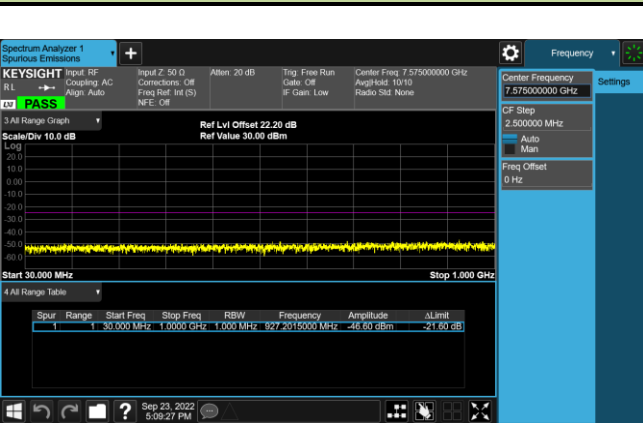 Spectrum Analyzer 1
Spurious Emissions
Frequency
KEYSIGHT
RL
PASS
Input: RF
Coupling: AC
Align: Auto
Input Z: 50 Ω
Corrections: Off
Freq Ref: Int (S)
NFE: Off
Atten: 20 dB
Trig: Free Run
Gate: Off
IF Gain: Low
Center Freq: 7.575000000 GHz
Avg|Hold: 10/10
Radio Std: None
Center Frequency
7.575000000 GHz
Settings
CF Step
2.500000 MHz
Auto
Man
Freq Offset
0 Hz
3 All Range Graph
Scale/Div 10.0 dB
Ref Lvl Offset 22.20 dB
Ref Value 30.00 dBm
Log
20.0
10.0
0.00
-10.0
-20.0
-30.0
-40.0
-50.0
-60.0
Start 30.000 MHz
Stop 1.000 GHz
4 All Range Table
Spur Range Start Freq Stop Freq RBW Frequency Amplitude ΔLimit
1 1 30.000 MHz 1.0000 GHz 1.000 MHz 927.2015000 MHz -46.60 dBm -21.60 dB
Sep 23, 2022
5:09:27 PM